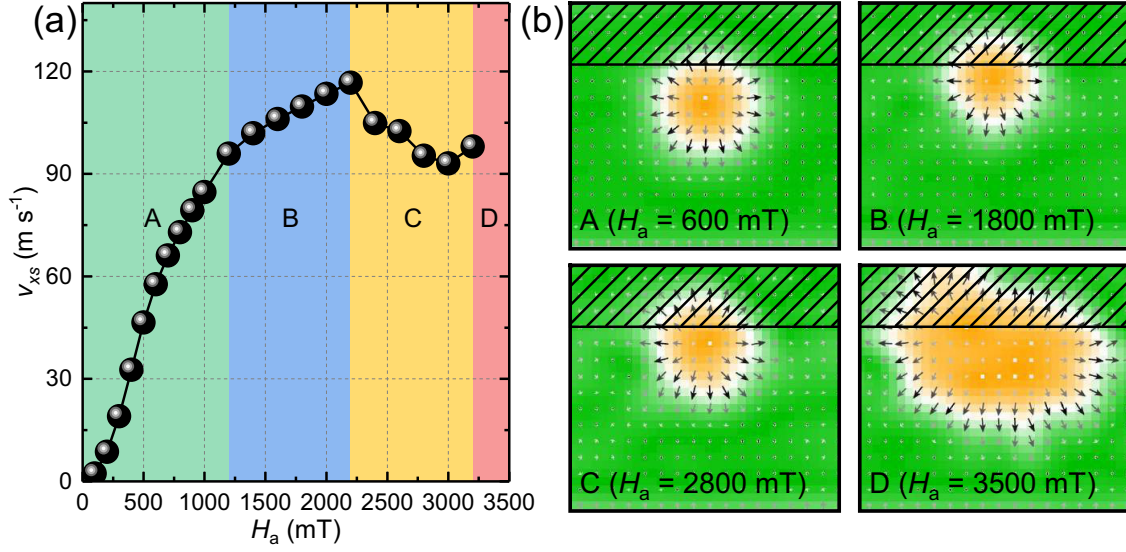 (a)
120
90
60
30
0
v_xs (m s⁻¹)
A
B
C
D
0 500 1000 1500 2000 2500 3000 3500
H_a (mT)
(b)
A (H_a = 600 mT)
B (H_a = 1800 mT)
C (H_a = 2800 mT)
D (H_a = 3500 mT)